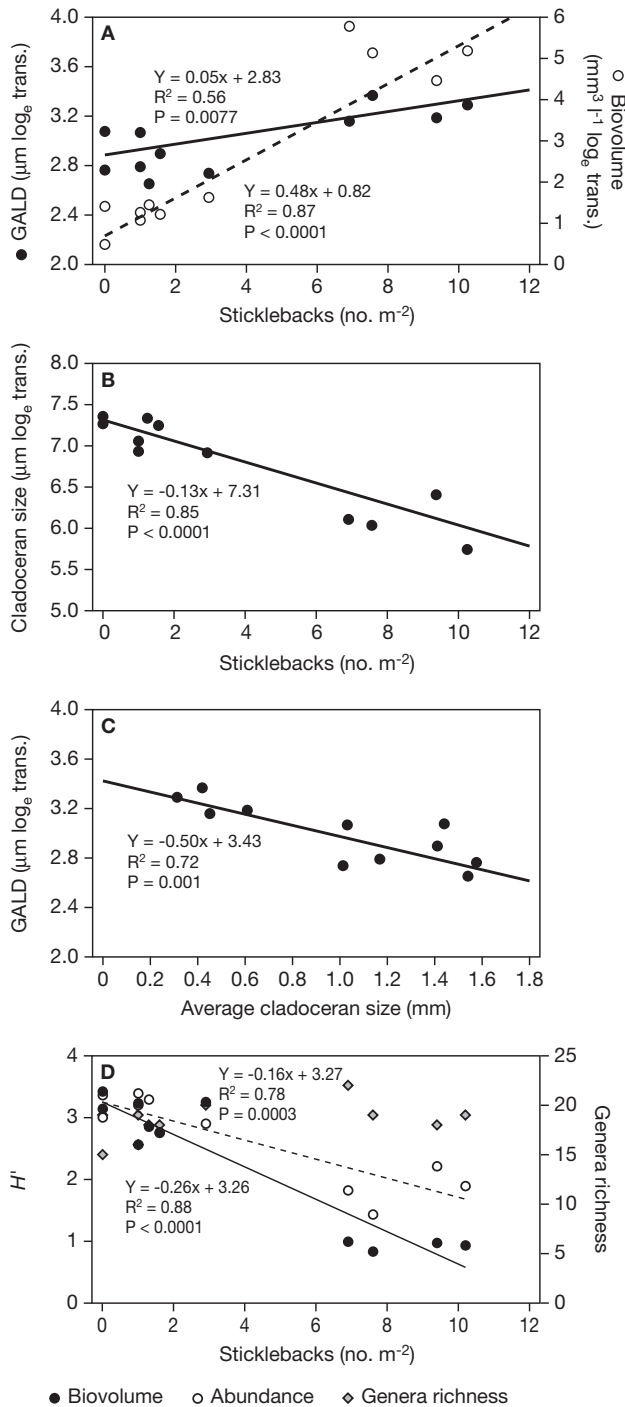 A
4.0
3.6
3.2
2.8
2.4
2.0
● GALD (µm logₑ trans.)
Y = 0.05x + 2.83
R² = 0.56
P = 0.0077
Y = 0.48x + 0.82
R² = 0.87
P < 0.0001
6
5
4
3
2
1
0
○ Biovolume
(mm³ l⁻¹ logₑ trans.)
0 2 4 6 8 10 12
Sticklebacks (no. m⁻²)
B
8.0
7.5
7.0
6.5
6.0
5.5
5.0
Cladoceran size (µm logₑ trans.)
Y = -0.13x + 7.31
R² = 0.85
P < 0.0001
0 2 4 6 8 10 12
Sticklebacks (no. m⁻²)
C
4.0
3.6
3.2
2.8
2.4
2.0
GALD (µm logₑ trans.)
Y = -0.50x + 3.43
R² = 0.72
P = 0.001
0 0.2 0.4 0.6 0.8 1.0 1.2 1.4 1.6 1.8
Average cladoceran size (mm)
D
4
3
2
1
0
H'
Y = -0.16x + 3.27
R² = 0.78
P = 0.0003
Y = -0.26x + 3.26
R² = 0.88
P < 0.0001
25
20
15
10
5
0
Genera richness
0 2 4 6 8 10 12
Sticklebacks (no. m⁻²)
● Biovolume ○ Abundance ◆ Genera richness